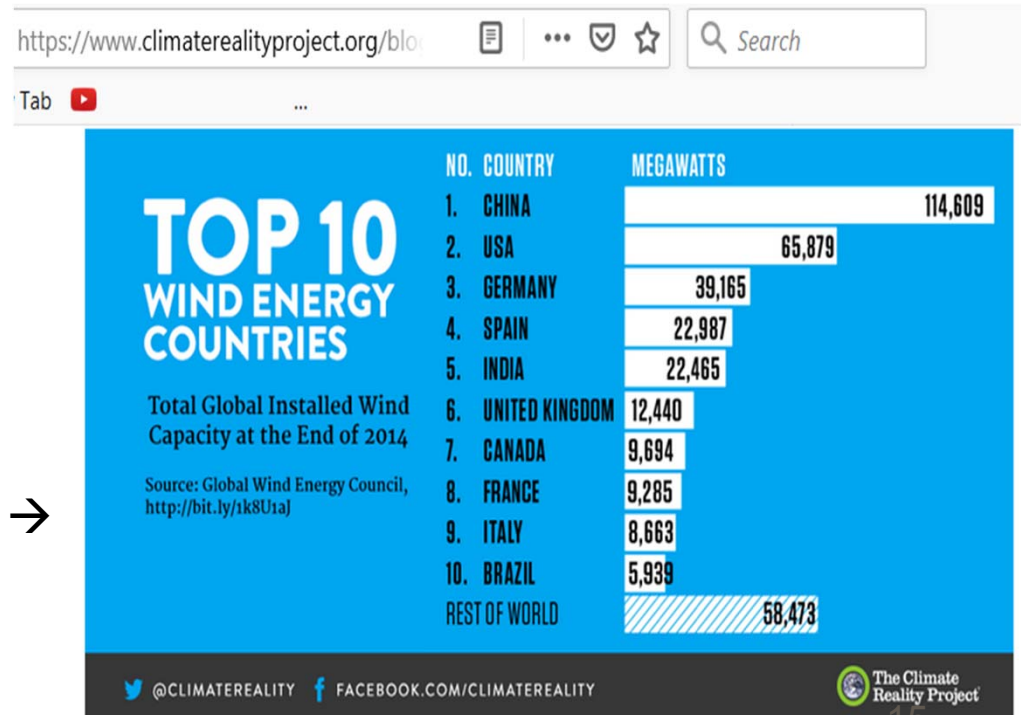 https://www.climaterealityproject.org/blo
Search
Tab
...
TOP 10
WIND ENERGY
COUNTRIES
Total Global Installed Wind
Capacity at the End of 2014
Source: Global Wind Energy Council,
http://bit.ly/1k8U1aJ
NO. COUNTRY MEGAWATTS
1. CHINA 114,609
2. USA 65,879
3. GERMANY 39,165
4. SPAIN 22,987
5. INDIA 22,465
6. UNITED KINGDOM 12,440
7. CANADA 9,694
8. FRANCE 9,285
9. ITALY 8,663
10. BRAZIL 5,939
REST OF WORLD 58,473
@CLIMATEREALITY FACEBOOK.COM/CLIMATEREALITY
The Climate
Reality Project
15